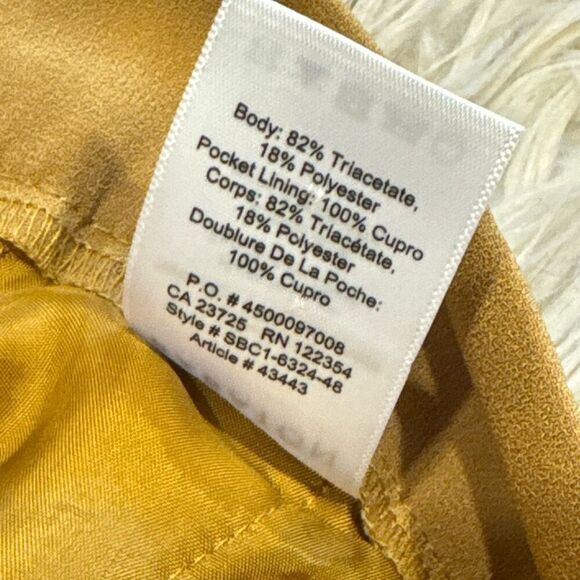 Body: 82% Triacetate,
18% Polyester
Pocket Lining: 100% Cupro
Corps: 82% Triacétate,
18% Polyester
Doublure De La Poche:
100% Cupro
P.O. # 4500097008
CA 23725 RN 122354
Style # SBC1-6324-48
Article # 43443